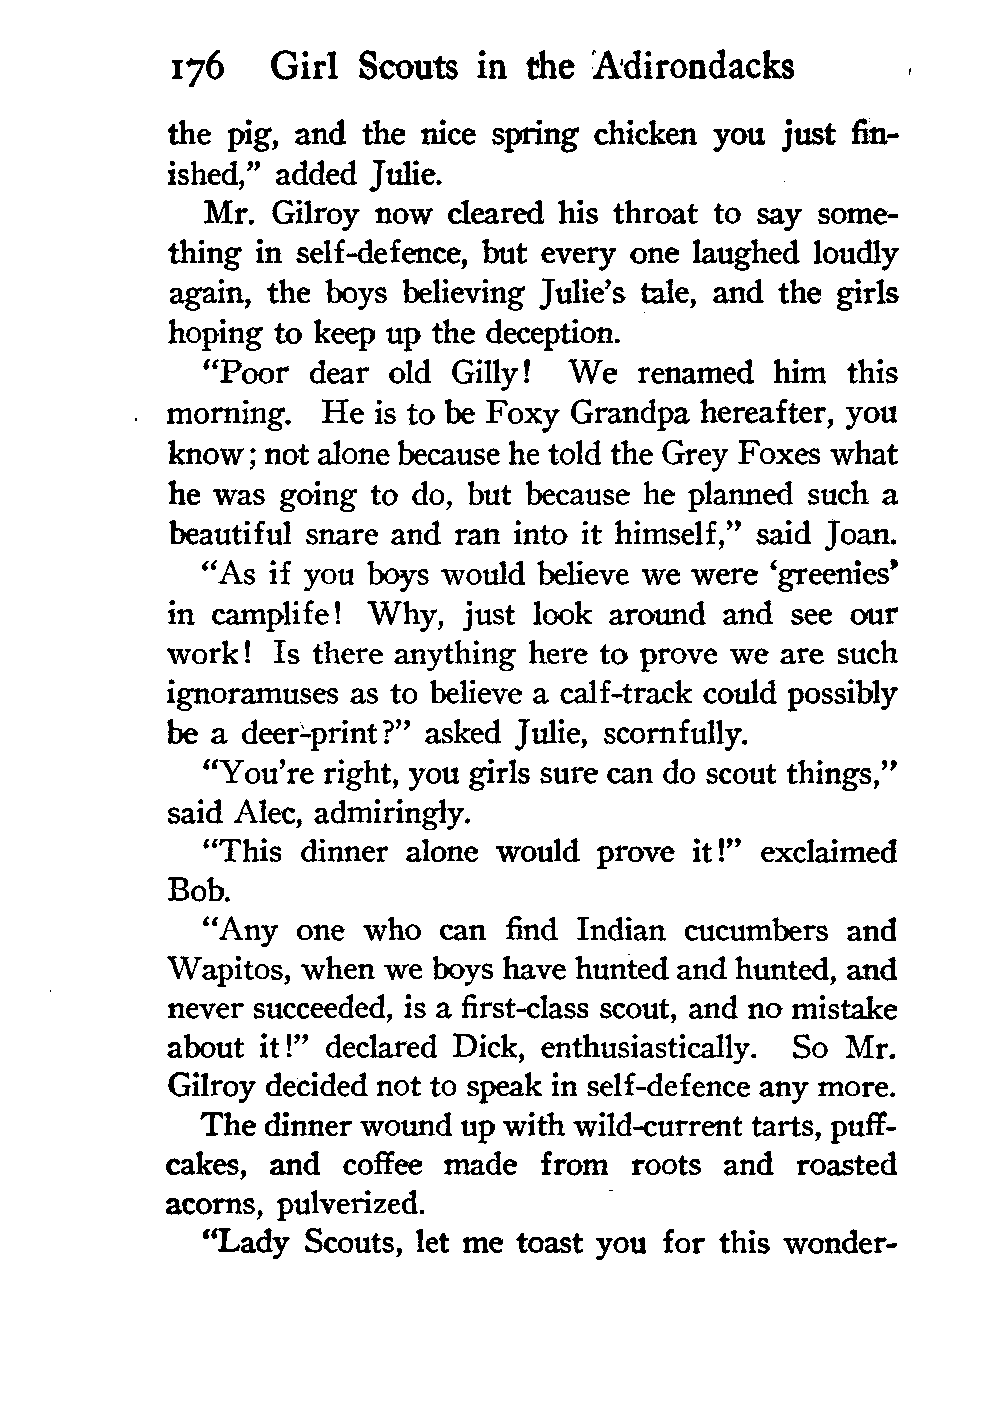 176 Girl Scouts in the Adirondacks
the pig, and the nice spring chicken you just fin-
ished,” added Julie.
Mr. Gilroy now cleared his throat to say some-
thing in self-defence, but every one laughed loudly
again, the boys believing Julie’s tale, and the girls
hoping to keep up the deception.
“Poor dear old Gilly! We renamed him this
morning. He is to be Foxy Grandpa hereafter, you
know; not alone because he told the Grey Foxes what
he was going to do, but because he planned such a
beautiful snare and ran into it himself,” said Joan.
“As if you boys would believe we were ‘greenies’
in camplife! Why, just look around and see our
work! Is there anything here to prove we are such
ignoramuses as to believe a calf-track could possibly
be a deer-print?” asked Julie, scornfully.
“You’re right, you girls sure can do scout things,”
said Alec, admiringly.
“This dinner alone would prove it!” exclaimed
Bob.
“Any one who can find Indian cucumbers and
Wapitos, when we boys have hunted and hunted, and
never succeeded, is a first-class scout, and no mistake
about it!” declared Dick, enthusiastically. So Mr.
Gilroy decided not to speak in self-defence any more.
The dinner wound up with wild-current tarts, puff-
cakes, and coffee made from roots and roasted
acorns, pulverized.
“Lady Scouts, let me toast you for this wonder-